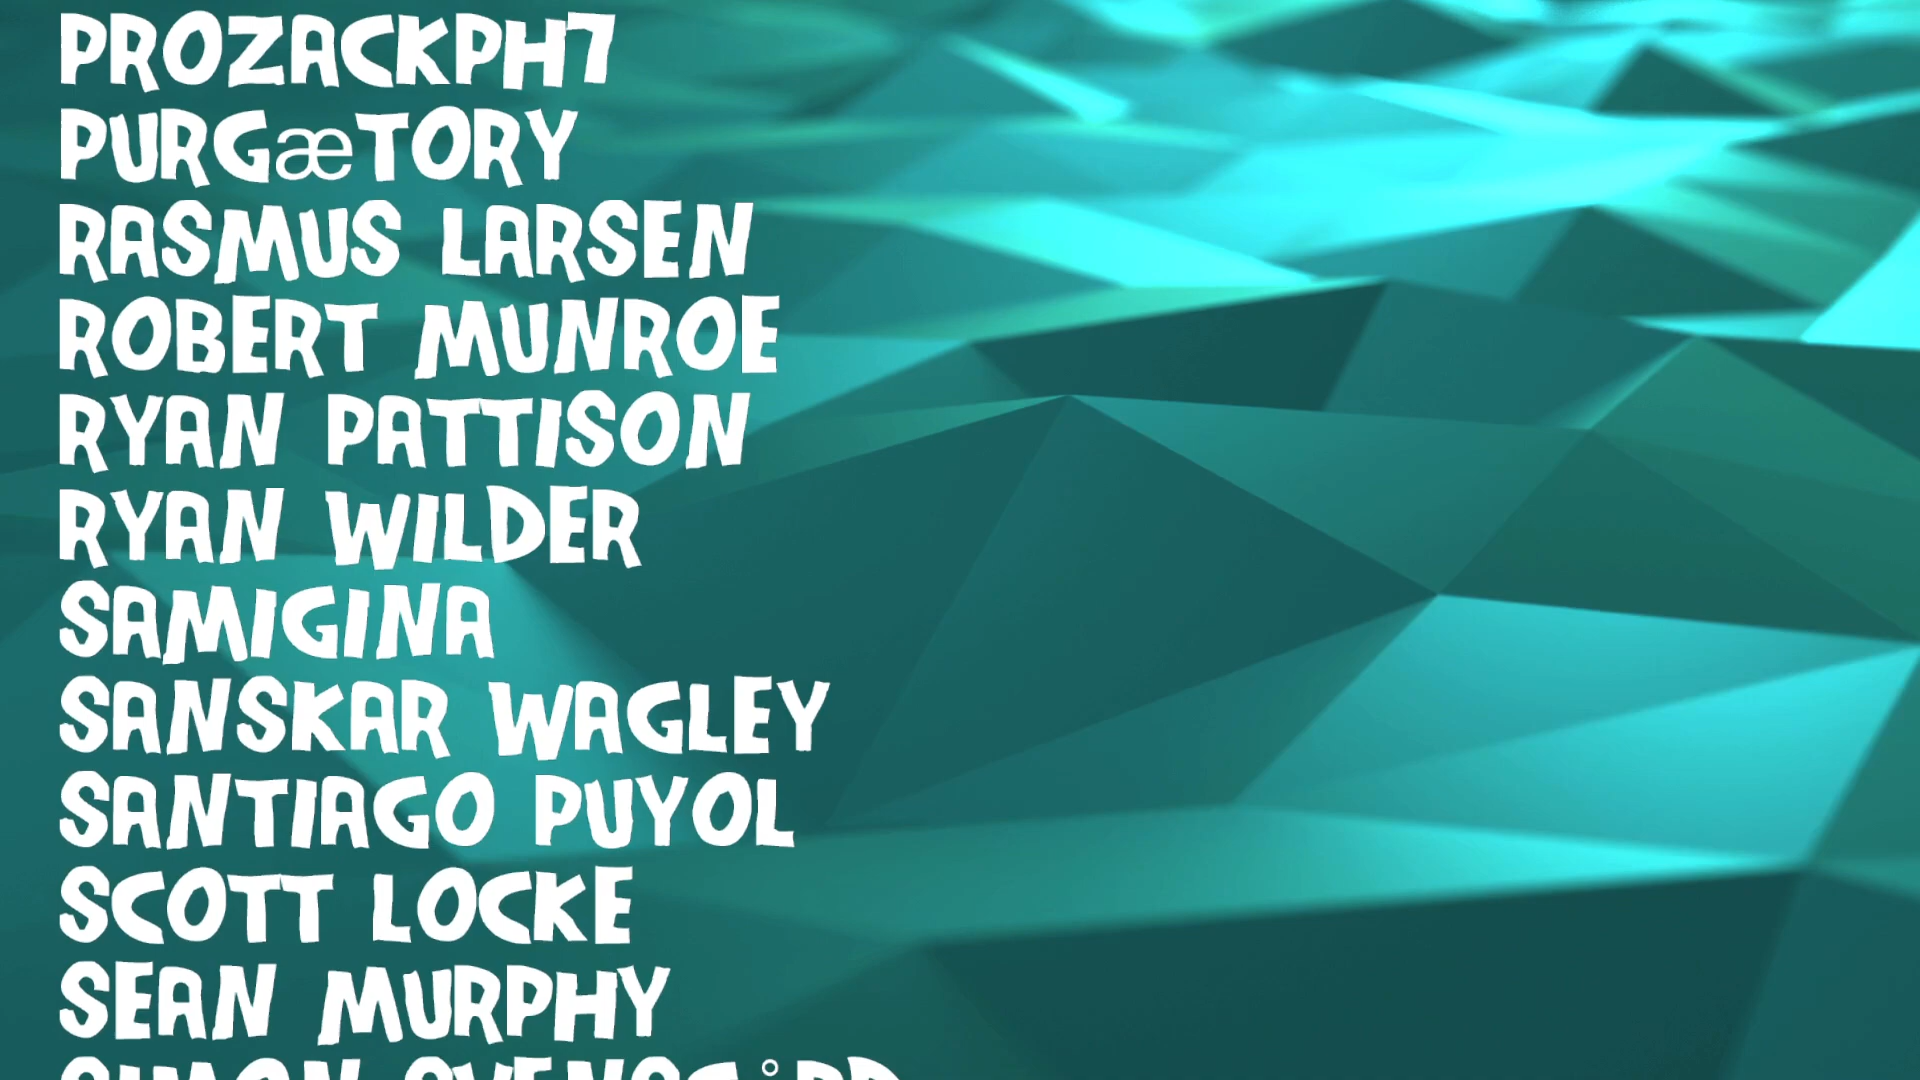 PROZACKPH7
PURGæTORY
RASMUS LARSEN
ROBERT MUNROE
RYAN PATTISON
RYAN WILDER
SAMIGINA
SANSKAR WAGLEY
SANTIAGO PUYOL
SCOTT LOCKE
SEAN MURPHY
SIMON